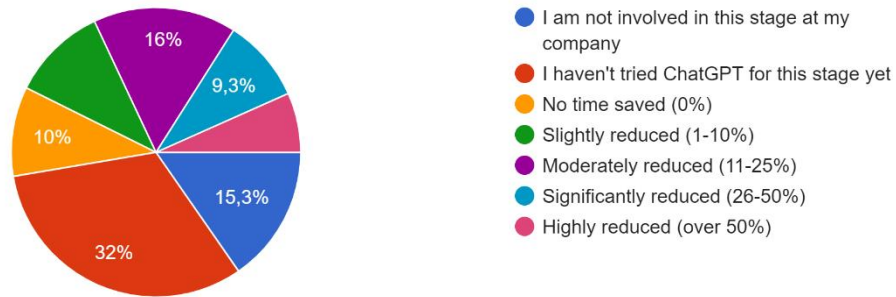 16%
9,3%
10%
15,3%
32%
I am not involved in this stage at my
company
I haven't tried ChatGPT for this stage yet
No time saved (0%)
Slightly reduced (1-10%)
Moderately reduced (11-25%)
Significantly reduced (26-50%)
Highly reduced (over 50%)